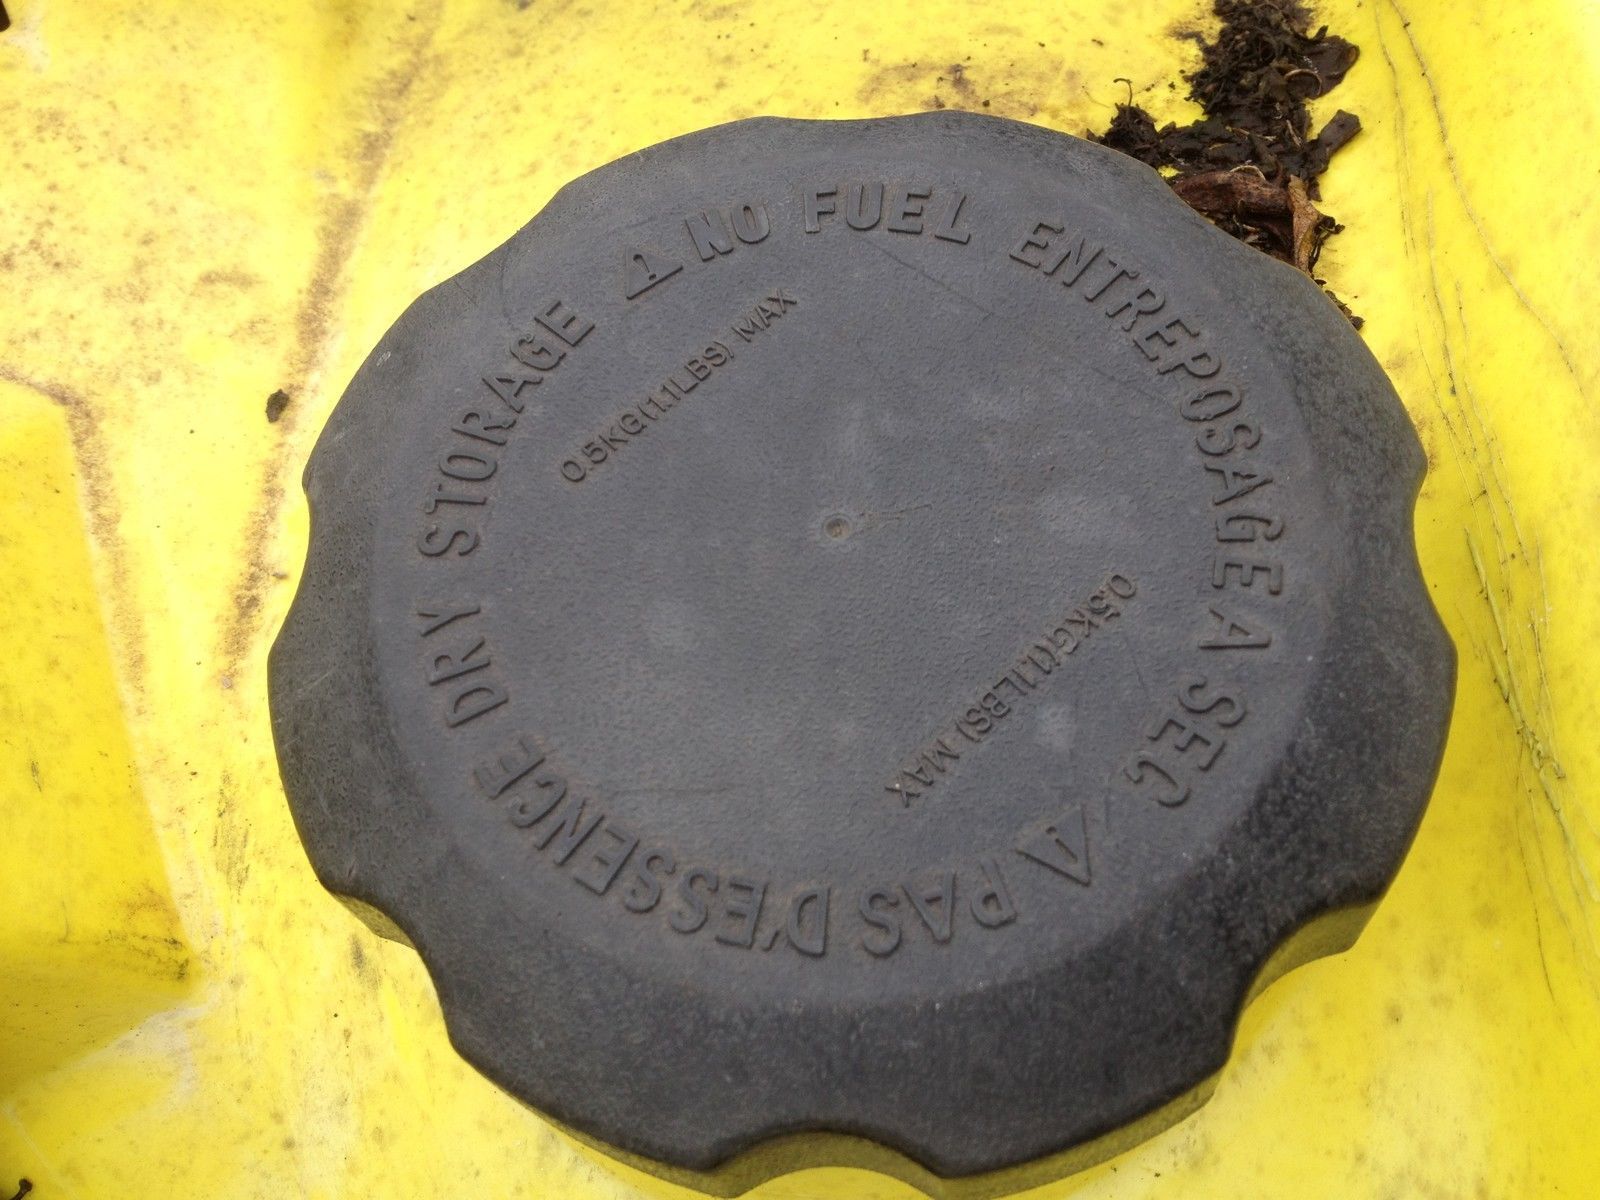 DRY STORAGE ⚠ NO FUEL
ENTREPOSAGE A SEC ⚠ PAS D'ESSENCE
0.5KG(1.1LBS) MAX
0.5KG(1.1LBS) MAX